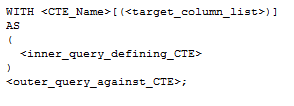 WITH <CTE_Name>[(<target_column_list>)]
AS
(
  <inner_query_defining_CTE>
)
<outer_query_against_CTE>;